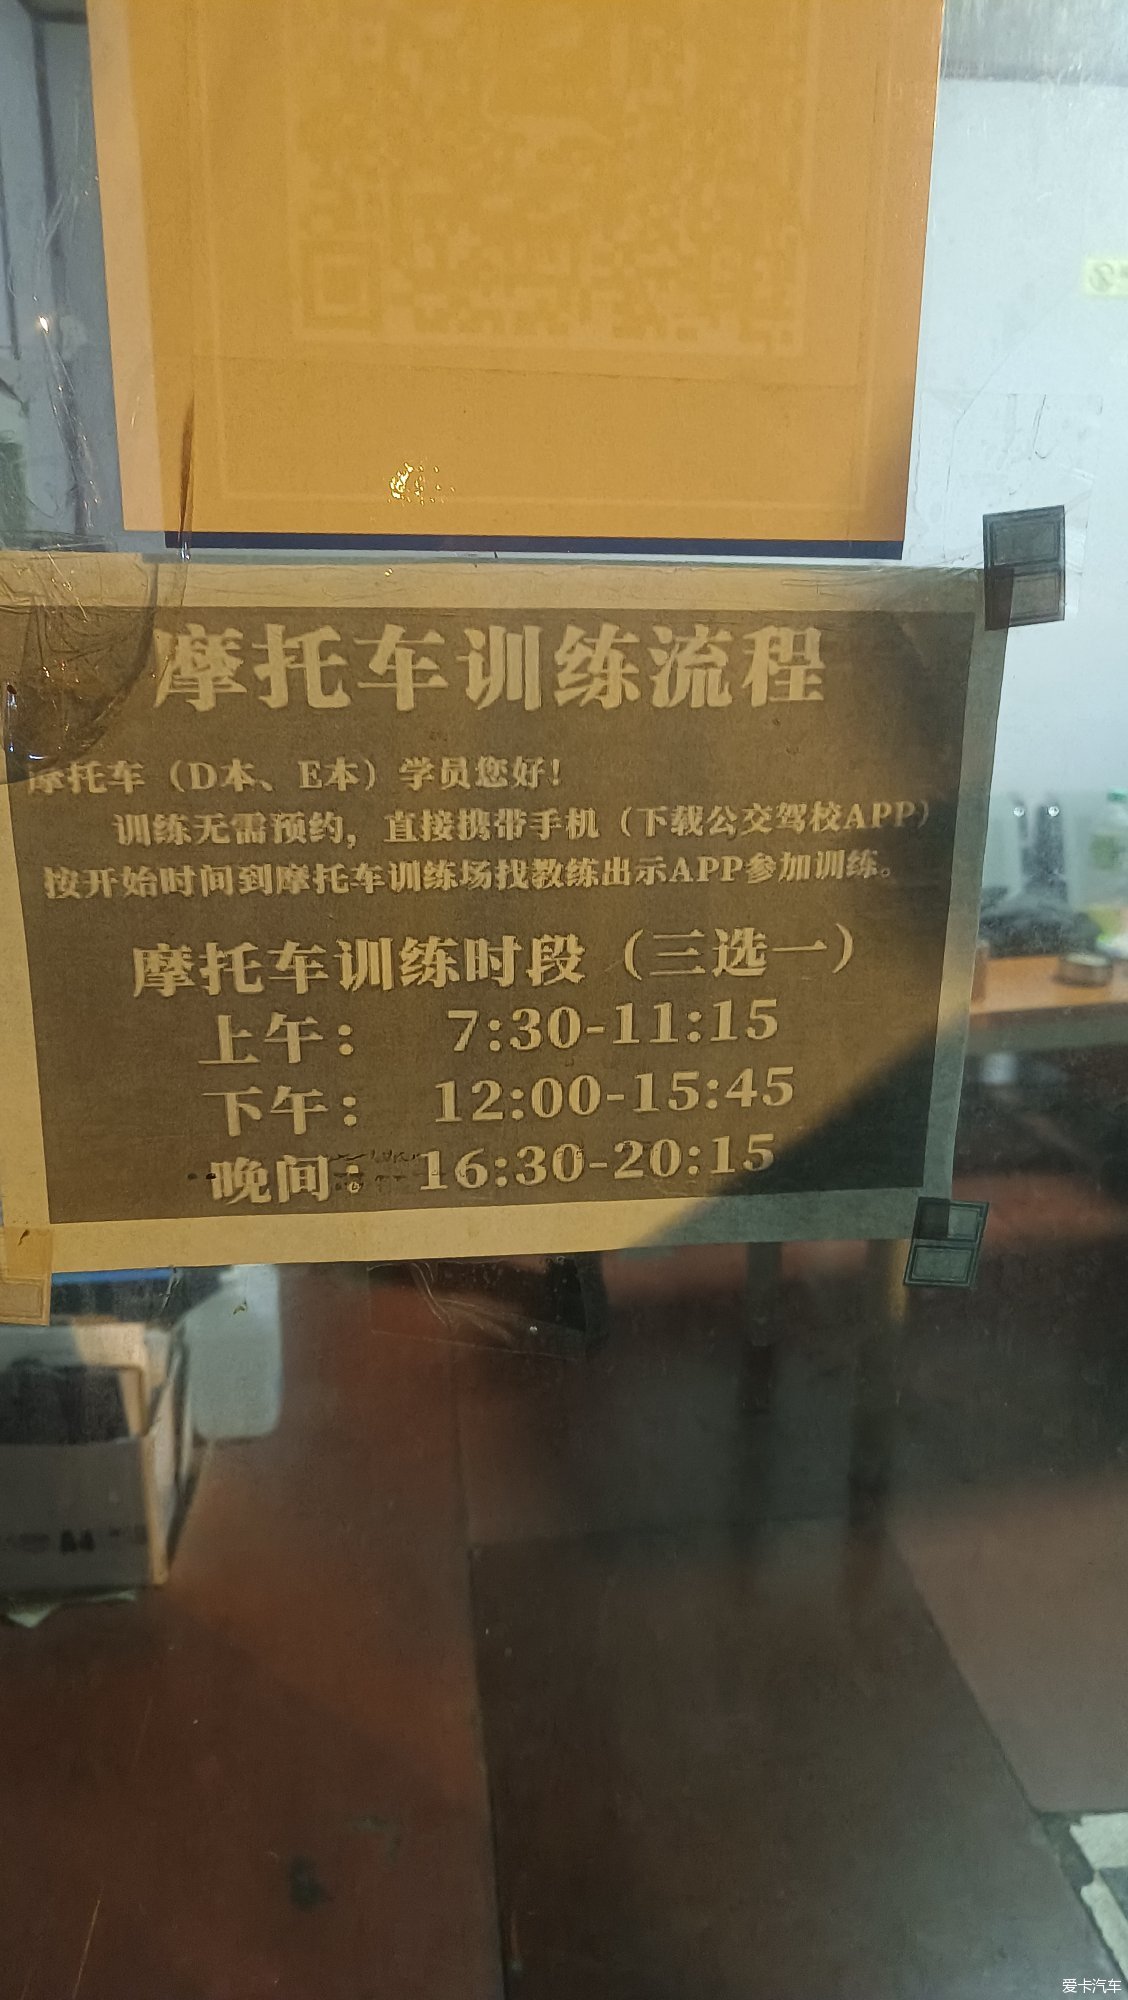 摩托车训练流程
摩托车（D本、E本）学员您好！
训练无需预约，直接携带手机（下载公交驾校APP）
按开始时间到摩托车训练场找教练出示APP参加训练。
摩托车训练时段（三选一）
上午： 7:30-11:15
下午： 12:00-15:45
晚间： 16:30-20:15
爱卡汽车